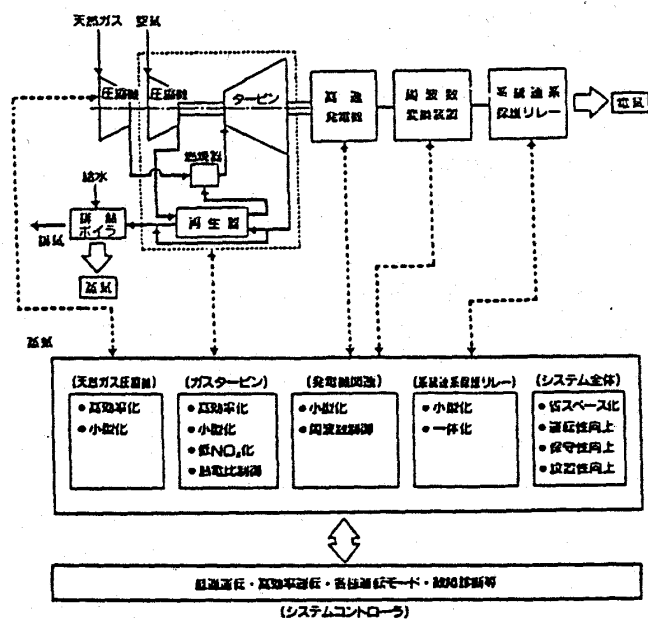 天然ガス 空気
圧縮機 圧縮機 タービン
高速
発電機
周波数
変換装置
系統連系
保護リレー
電気
燃焼器
給水
再生器
ボイラ
排気
蒸気
蒸気
(天然ガス圧縮機)
●高効率化
●小型化
(ガスタービン)
●高効率化
●小型化
●低NOx化
●熱電比制御
(発電機関連)
●小型化
●周波数制御
(系統連系保護リレー)
●小型化
●一体化
(システム全体)
●省スペース化
●運転性向上
●保守性向上
●設置性向上
最適運転・高効率運転・各種運転モード・故障診断等
(システムコントローラ)